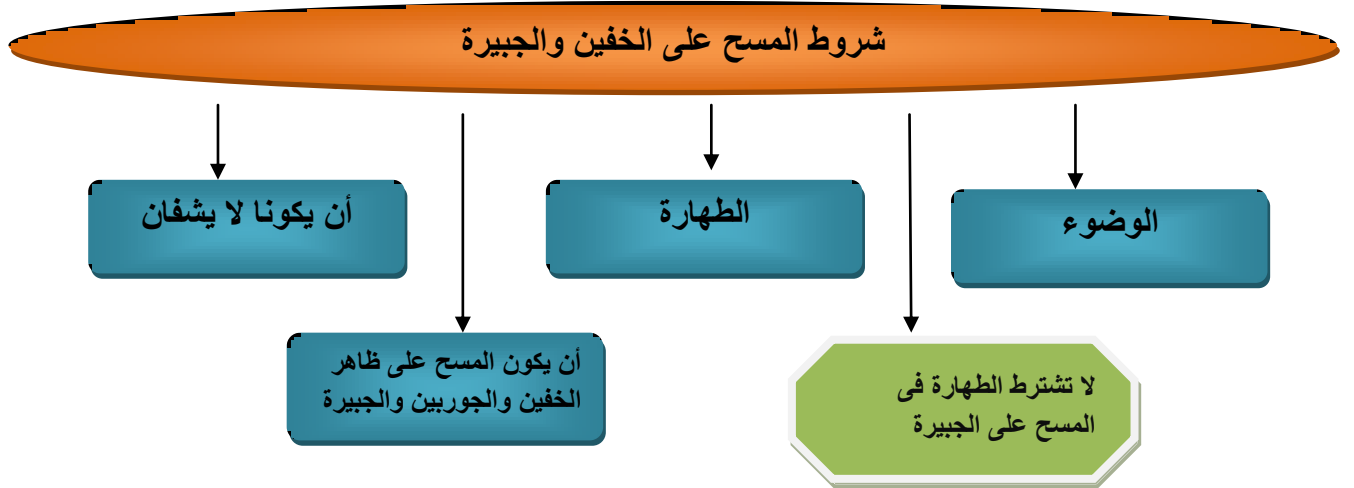 شروط المسح على الخفين والجبيرة
الوضوء
الطهارة
أن يكونا لا يشفان
لا تشترط الطهارة فى
المسح على الجبيرة
أن يكون المسح على ظاهر
الخفين والجوربين والجبيرة